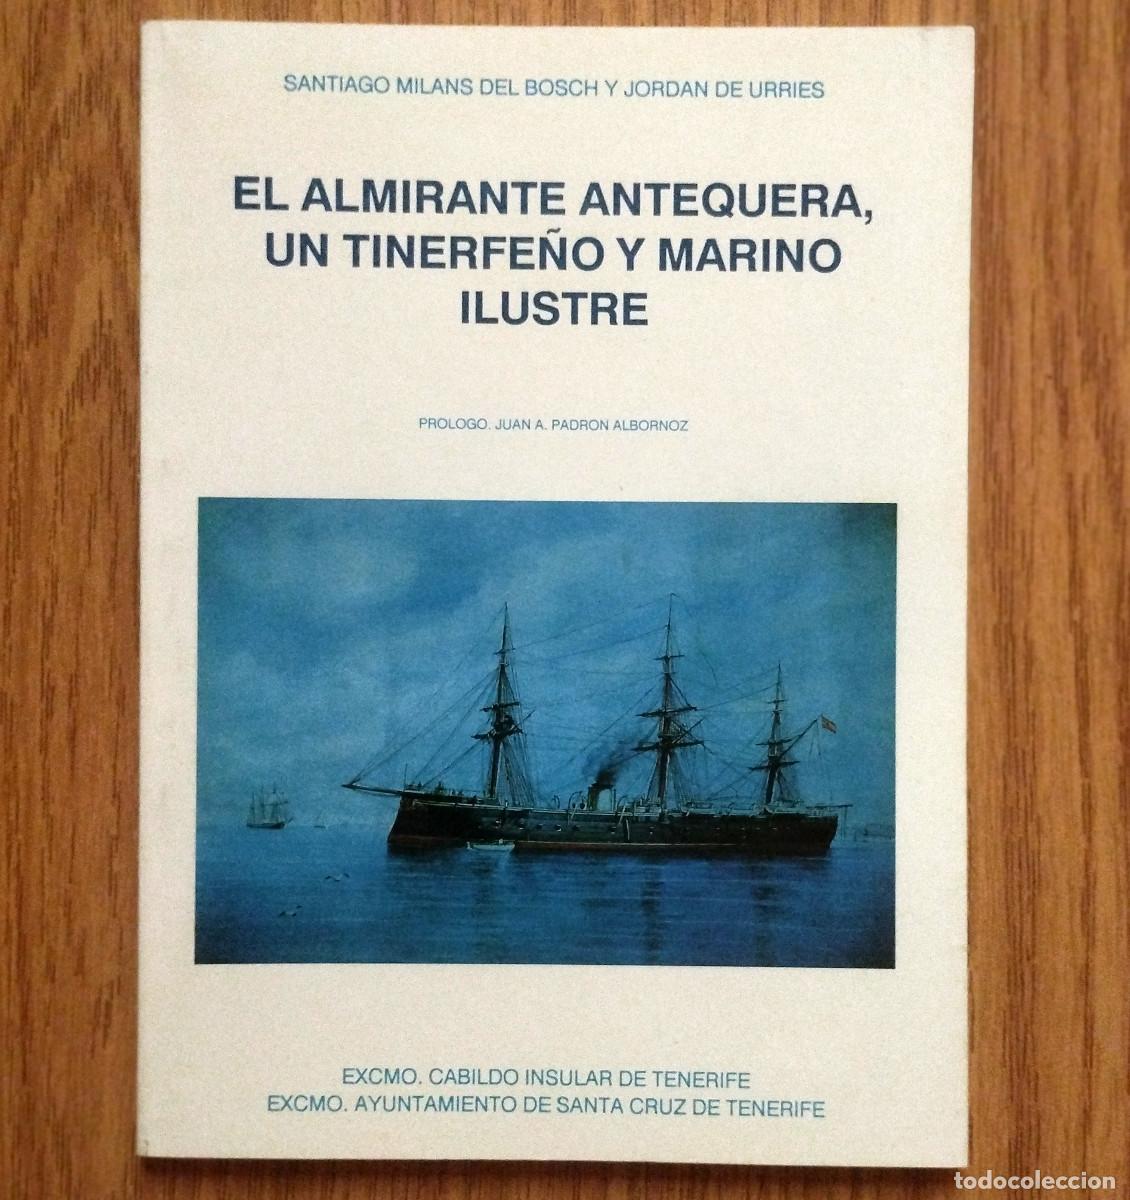 SANTIAGO MILANS DEL BOSCH Y JORDAN DE URRIES
EL ALMIRANTE ANTEQUERA,
UN TINERFEÑO Y MARINO
ILUSTRE
PROLOGO. JUAN A. PADRON ALBORNOZ
EXCMO. CABILDO INSULAR DE TENERIFE
EXCMO. AYUNTAMIENTO DE SANTA CRUZ DE TENERIFE
todocoleccion